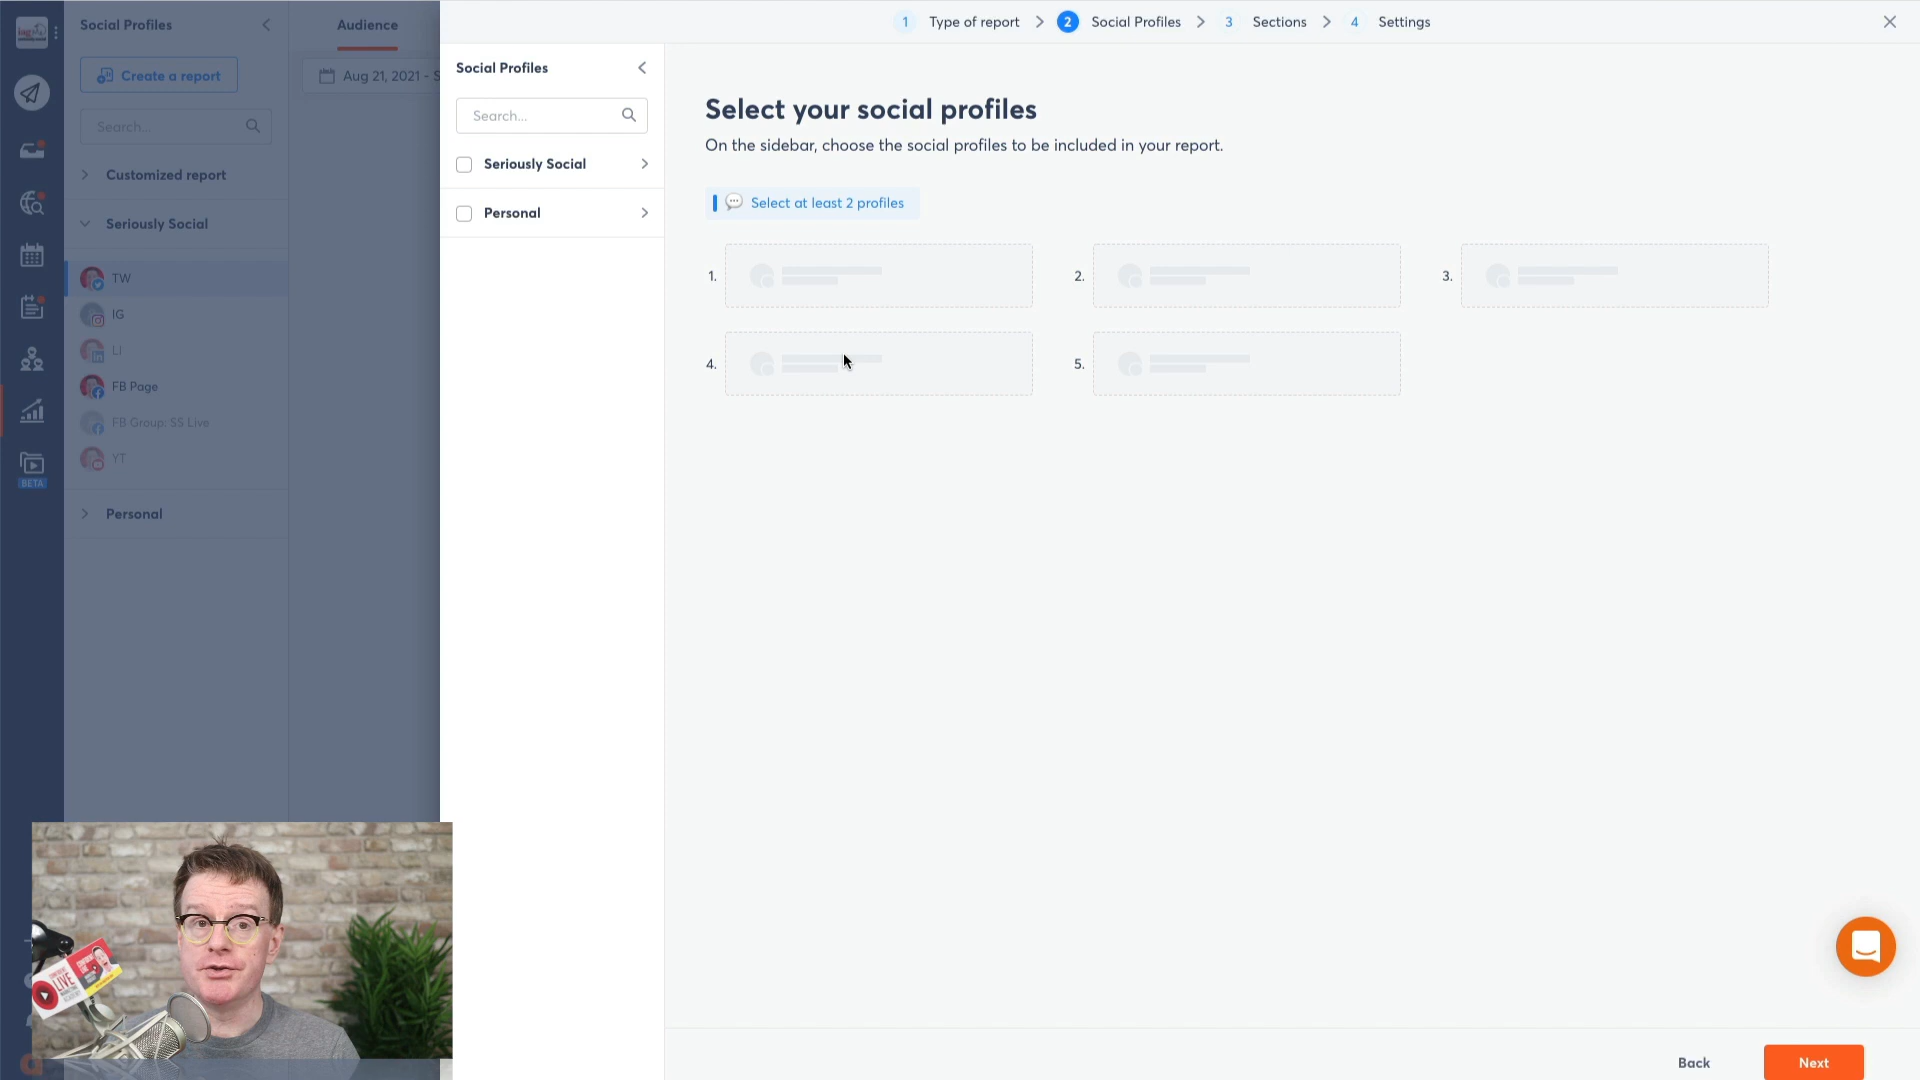 Social Profiles
Create a report
Search...
Customized report
Seriously Social
TW
IG
LI
FB Page
FB Group: SS Live
YT
Personal
BETA
Audience
Aug 21, 2021 - S
1 Type of report
2 Social Profiles
3 Sections
4 Settings
Social Profiles
Search...
Seriously Social
Personal
Select your social profiles
On the sidebar, choose the social profiles to be included in your report.
Select at least 2 profiles
1.
2.
3.
4.
5.
LIVE
Back
Next